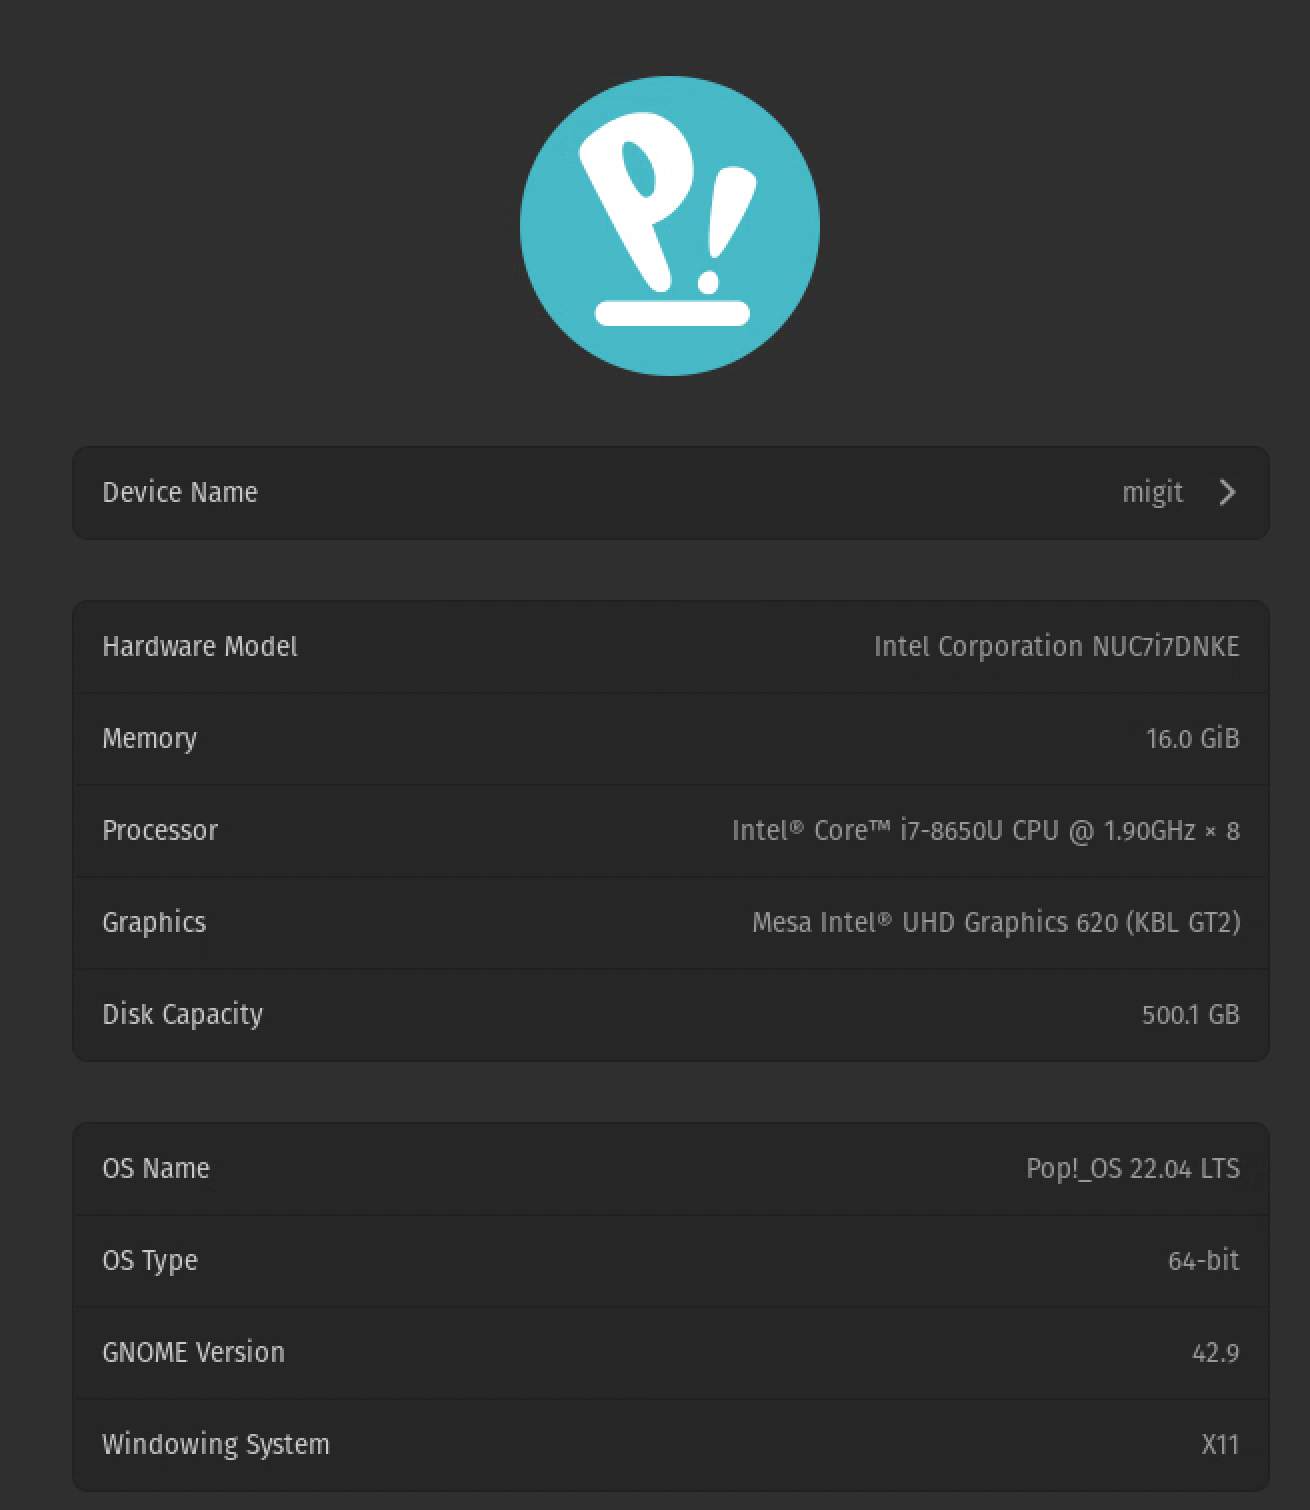 P!
Device Name migit
Hardware Model Intel Corporation NUC7i7DNKE
Memory 16.0 GiB
Processor Intel® Core™ i7-8650U CPU @ 1.90GHz × 8
Graphics Mesa Intel® UHD Graphics 620 (KBL GT2)
Disk Capacity 500.1 GB
OS Name Pop!_OS 22.04 LTS
OS Type 64-bit
GNOME Version 42.9
Windowing System X11